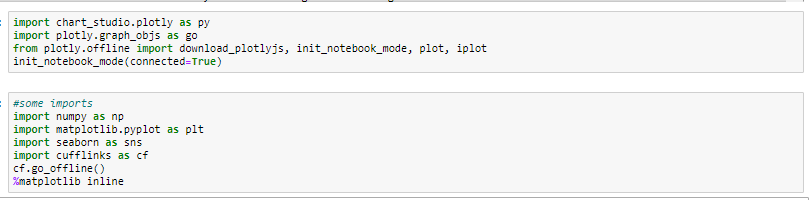 import chart_studio.plotly as py
import plotly.graph_objs as go
from plotly.offline import download_plotlyjs, init_notebook_mode, plot, iplot
init_notebook_mode(connected=True)
#some imports
import numpy as np
import matplotlib.pyplot as plt
import seaborn as sns
import cufflinks as cf
cf.go_offline()
%matplotlib inline